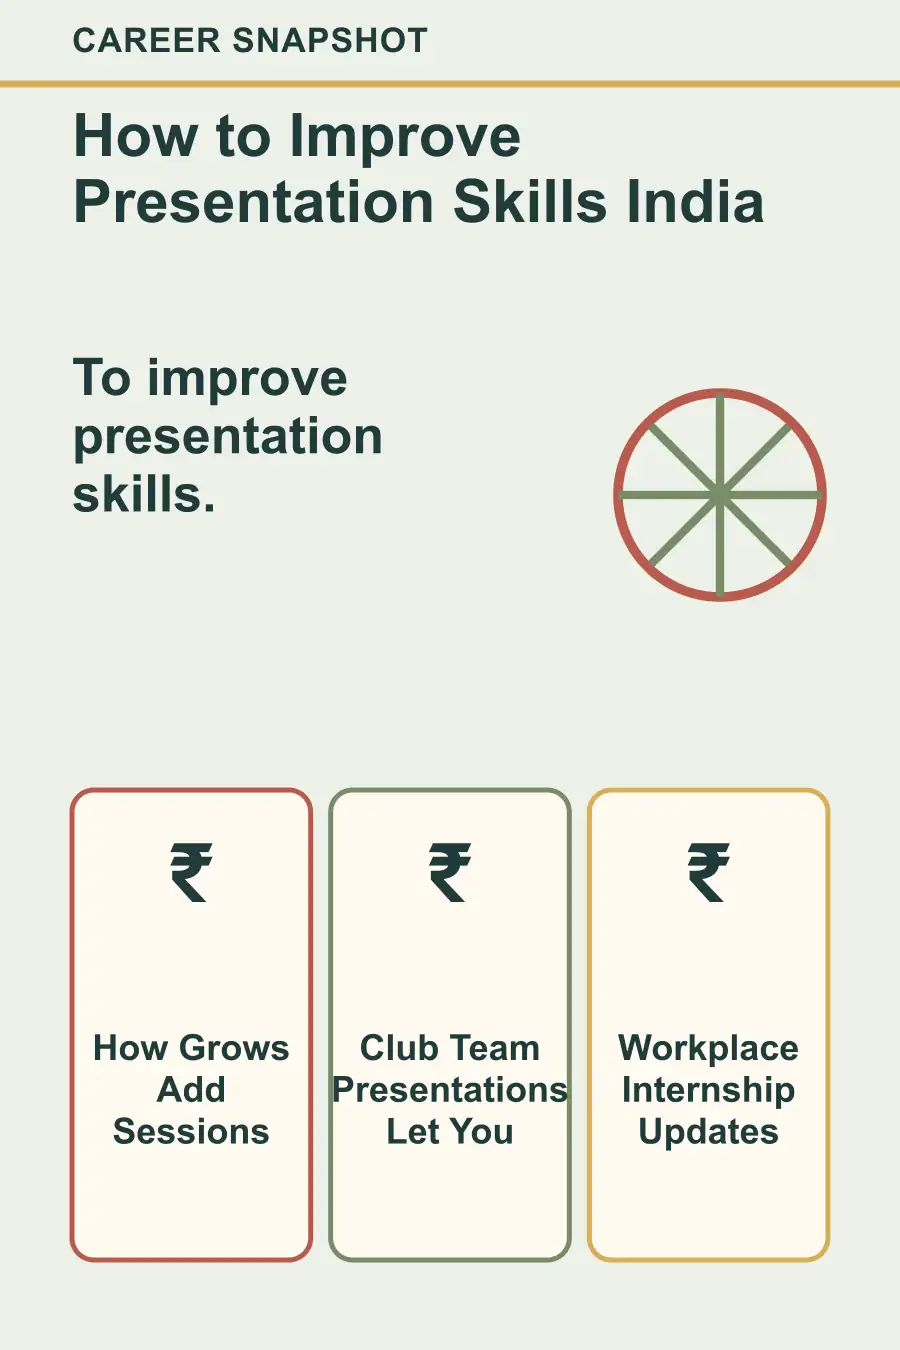 CAREER SNAPSHOT
How to Improve
Presentation Skills India
To improve
presentation
skills.
₹
How Grows
Add
Sessions
₹
Club Team
Presentations
Let You
₹
Workplace
Internship
Updates